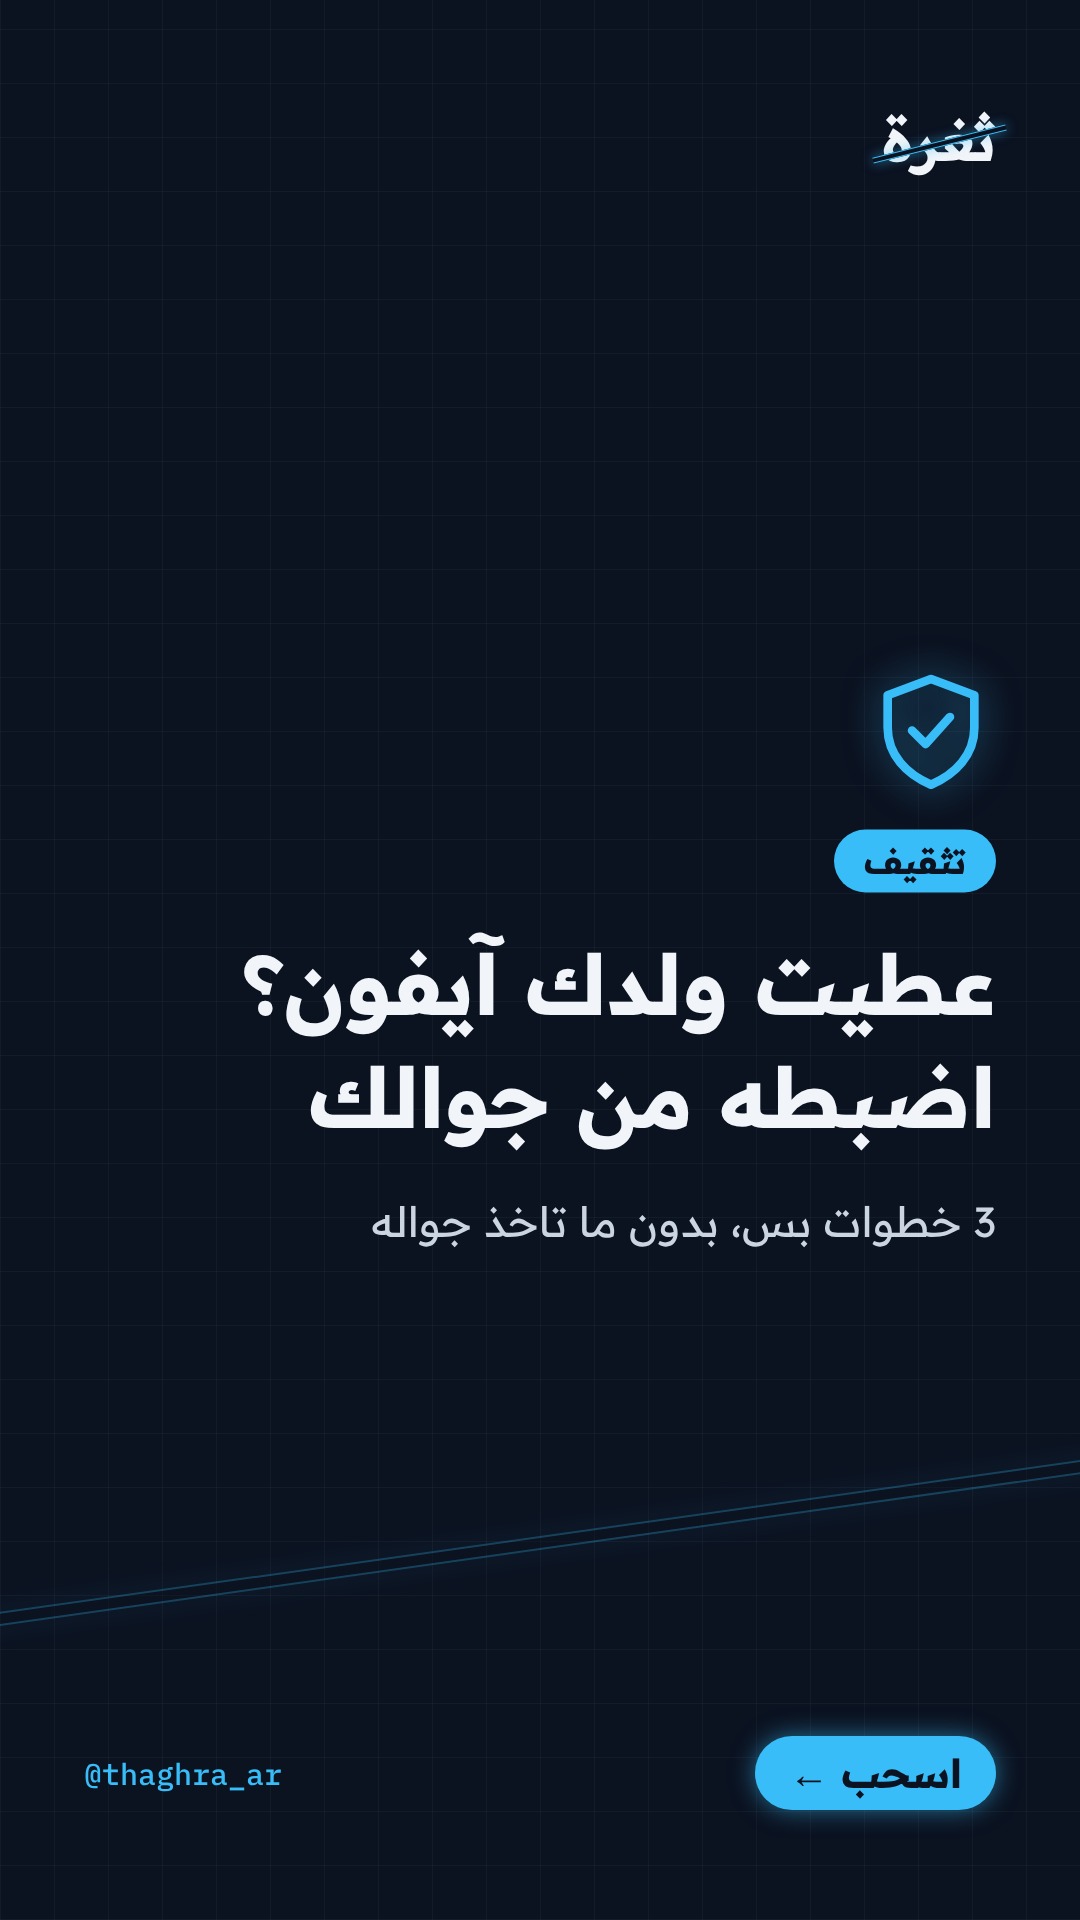 ثغرة
تثقيف
عطيت ولدك آيفون؟
اضبطه من جوالك
3 خطوات بس، بدون ما تاخذ جواله
اسحب ←
@thaghra_ar